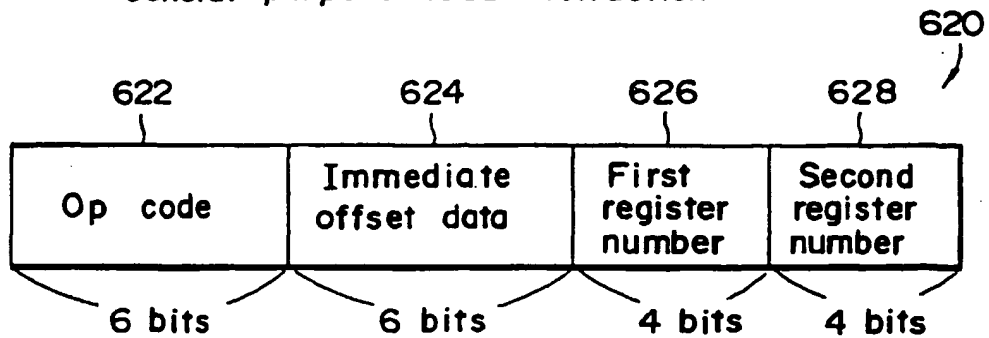 620
622 624 626 628
Op code
Immediate
offset data
First
register
number
Second
register
number
6 bits 6 bits 4 bits 4 bits